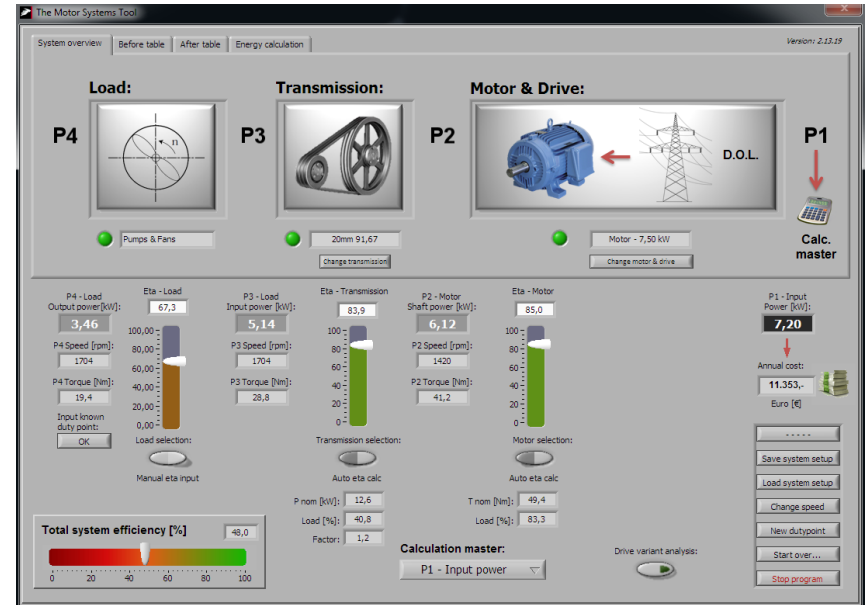 The Motor Systems Tool
System overview
Before table
After table
Energy calculation
Version: 2.13.19
Load:
Transmission:
Motor & Drive:
P4
n
P3
P2
D.O.L.
P1
Calc.
master
Pumps & Fans
20mm 91,67
Change transmission
Motor - 7,50 kW
Change motor & drive
P4 - Load
Output power[kW]:
3,46
P4 Speed [rpm]:
1704
P4 Torque [Nm]:
19,4
Input known
duty point:
OK
Eta - Load
67,3
100,00
80,00
60,00
40,00
20,00
0,00
Load selection:
Manual eta input
P3 - Load
Input power [kW]:
5,14
P3 Speed [rpm]:
1704
P3 Torque [Nm]:
28,8
Eta - Transmission
83,9
100
80
60
40
20
0
Transmission selection:
Auto eta calc
P nom [kW]: 12,6
Load [%]: 40,8
Factor: 1,2
P2 - Motor
Shaft power [kW]:
6,12
P2 Speed [rpm]:
1420
P2 Torque [Nm]:
41,2
Eta - Motor
85,0
100
80
60
40
20
0
Motor selection:
Auto eta calc
T nom [Nm]: 49,4
Load [%]: 83,3
P1 - Input
Power [kW]:
7,20
Annual cost:
11.353,-
Euro [€]
- - - - -
Save system setup
Load system setup
Change speed
New dutypoint
Start over...
Stop program
Total system efficiency [%] 48,0
0 20 40 60 80 100
Calculation master:
P1 - Input power
Drive variant analysis: